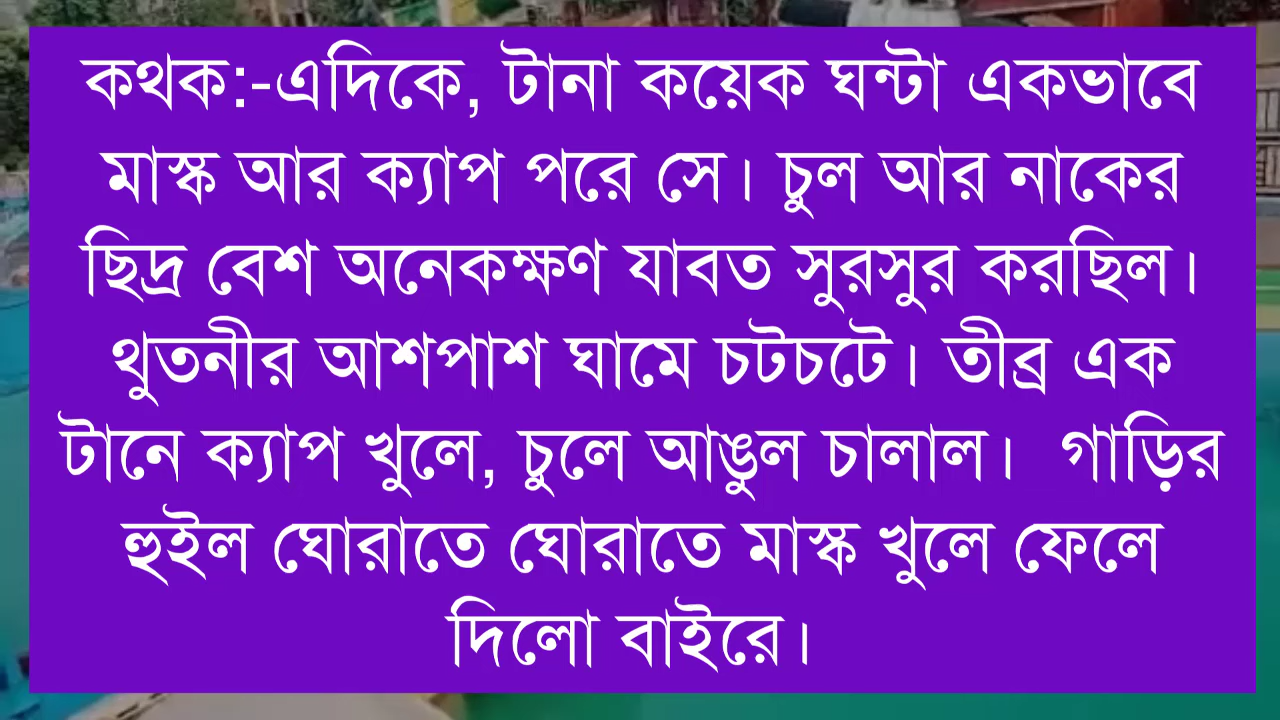 কথক:-এদিকে, টানা কয়েক ঘন্টা একভাবে
মাস্ক আর ক্যাপ পরে সে। চুল আর নাকের
ছিদ্র বেশ অনেকক্ষণ যাবত সুরসুর করছিল।
থুতনীর আশপাশ ঘামে চটচটে। তীব্র এক
টানে ক্যাপ খুলে, চুলে আঙুল চালাল। গাড়ির
হুইল ঘোরাতে ঘোরাতে মাস্ক খুলে ফেলে
দিলো বাইরে।